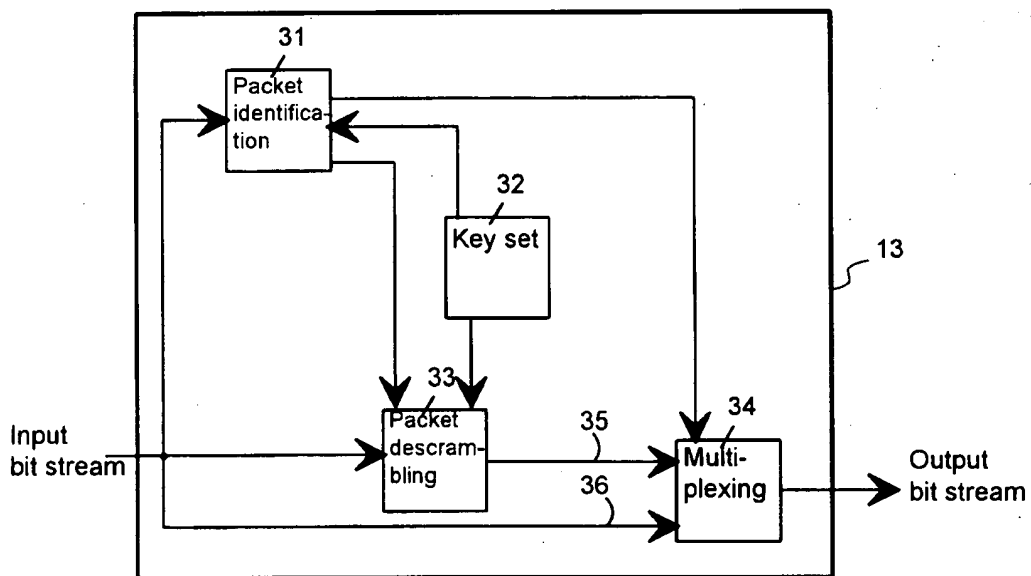 31
Packet
identifica-
tion
32
Key set
13
33
Packet
descram-
bling
35
36
34
Multi-
plexing
Input
bit stream
Output
bit stream